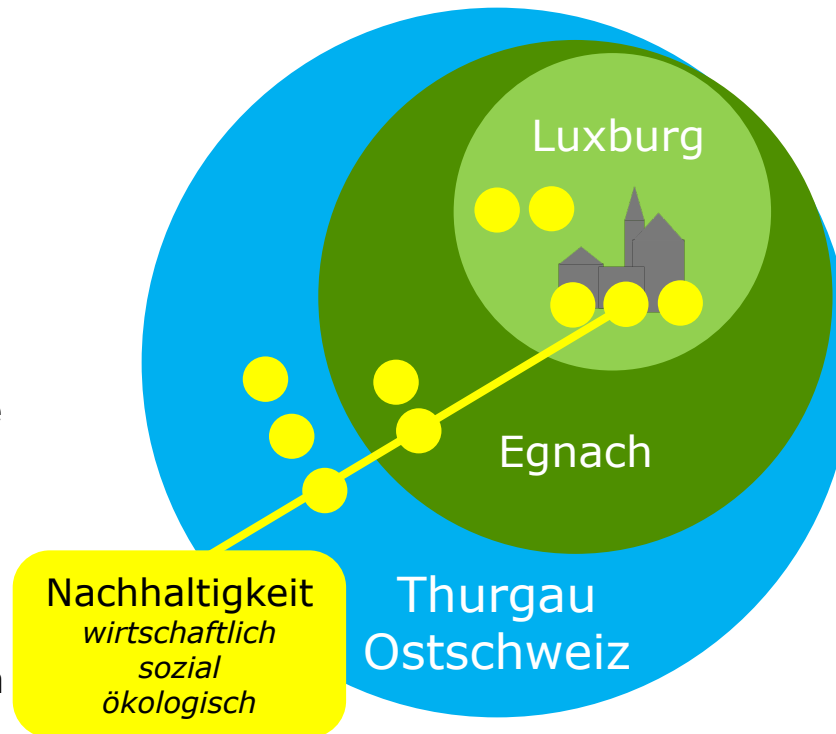 Luxburg
Egnach
Thurgau
Ostschweiz
Nachhaltigkeit
wirtschaftlich
sozial
ökologisch